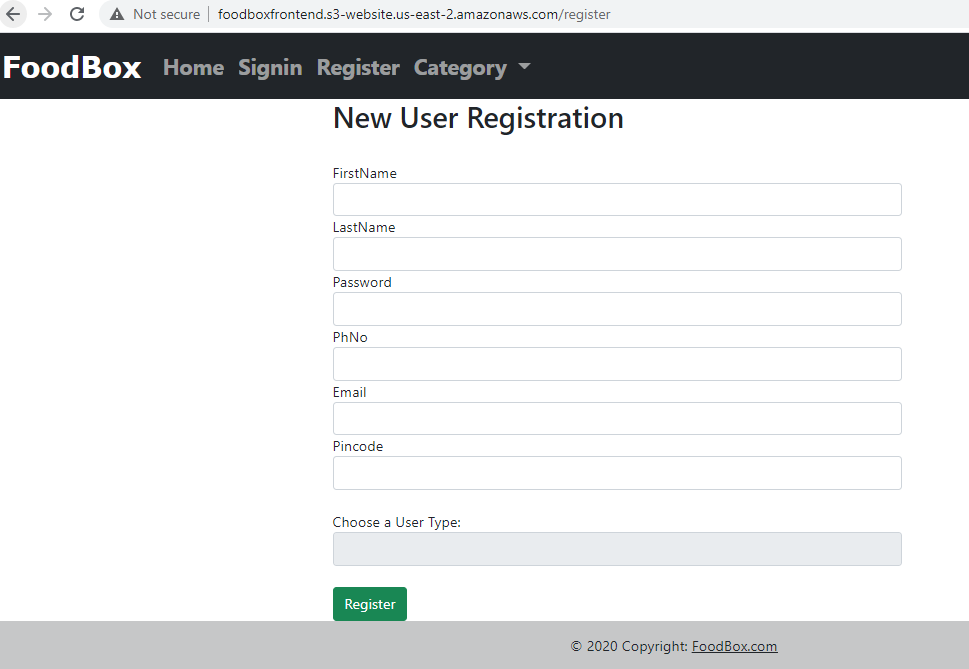 Not secure foodboxfrontend.s3-website.us-east-2.amazonaws.com/register
FoodBox Home Signin Register Category
New User Registration
FirstName
LastName
Password
PhNo
Email
Pincode
Choose a User Type:
Register
© 2020 Copyright: FoodBox.com